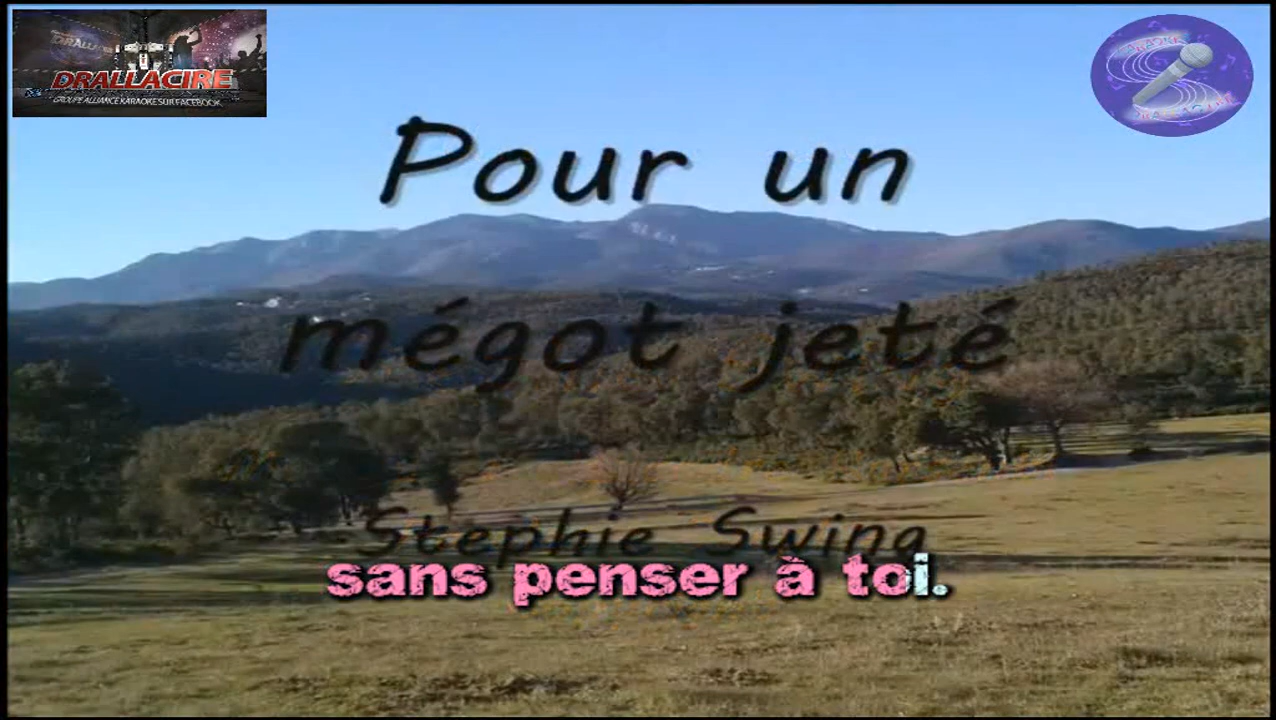 DRALLACIRE
GROUPE ALLIANCE KARAOKE SUR FACEBOOK
Pour un
mégot jeté
Stephie Swing
sans penser à toi.